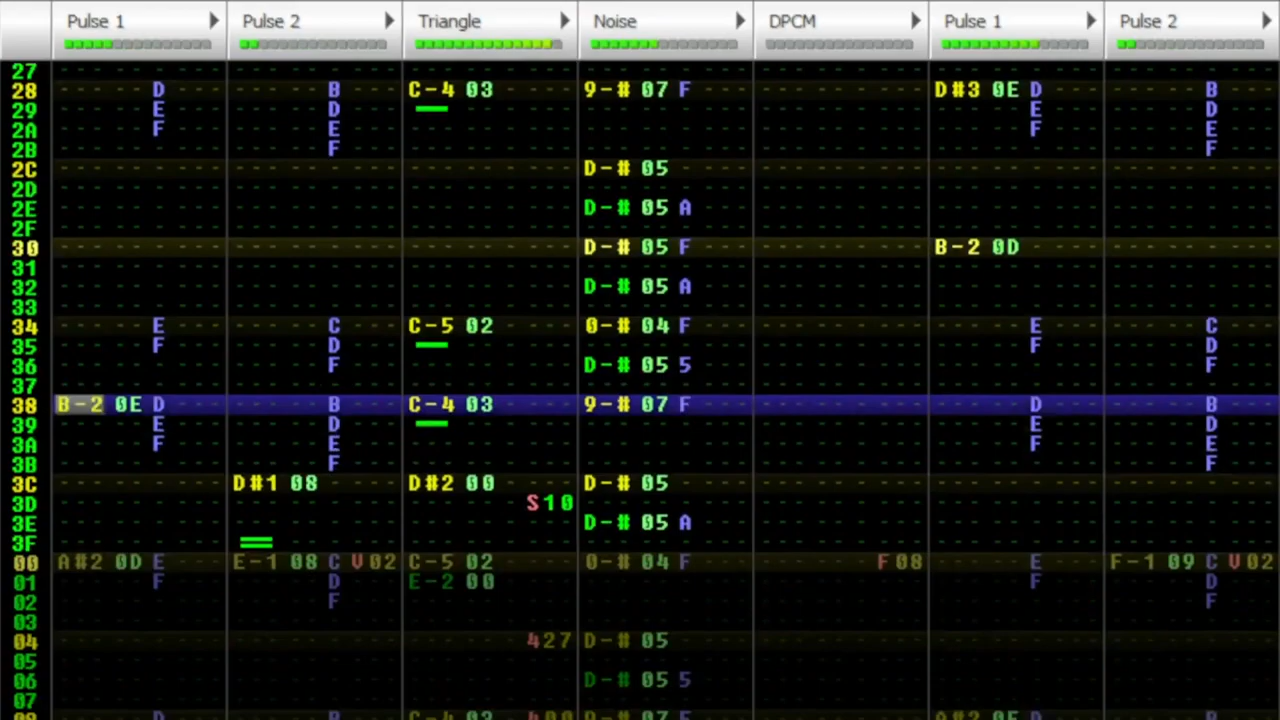 Pulse 1 Pulse 2 Triangle Noise DPCM Pulse 1 Pulse 2
27
28 D B C-4 03 9-# 07 F D#3 0E D B
29 E D E D
2A F E F E
2B F F
2C D-# 05
2D
2E D-# 05 A
2F
30 D-# 05 F B-2 0D
31
32 D-# 05 A
33
34 E C C-5 02 0-# 04 F E C
35 F D F D
36 F D-# 05 5 F
37
38 B-2 0E D B C-4 03 9-# 07 F D B
39 E D E D
3A F E F E
3B F F
3C D#1 08 D#2 00 D-# 05
3D S10
3E D-# 05 A
3F
00 A#2 0D E E-1 08 C V02 C-5 02 0-# 04 F F08 E F-1 09 C V02
01 F D E-2 00 F D
02 F F
03
04 427 D-# 05
05
06 D-# 05 5
07